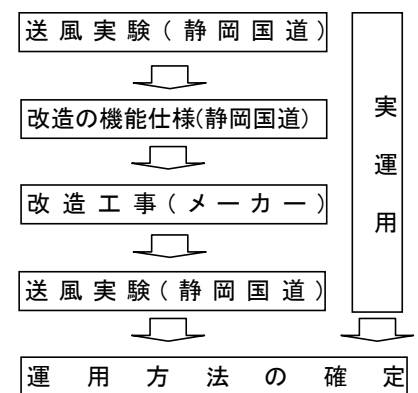 送風実験(静岡国道)
改造の機能仕様(静岡国道)
改造工事(メーカー)
送風実験(静岡国道)
実運用
運用方法の確定